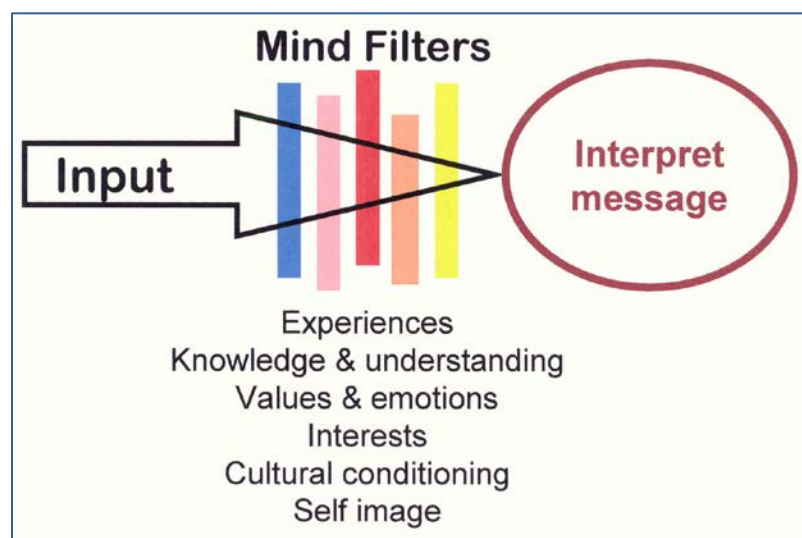 Mind Filters
Input
Interpret
message
Experiences
Knowledge & understanding
Values & emotions
Interests
Cultural conditioning
Self image